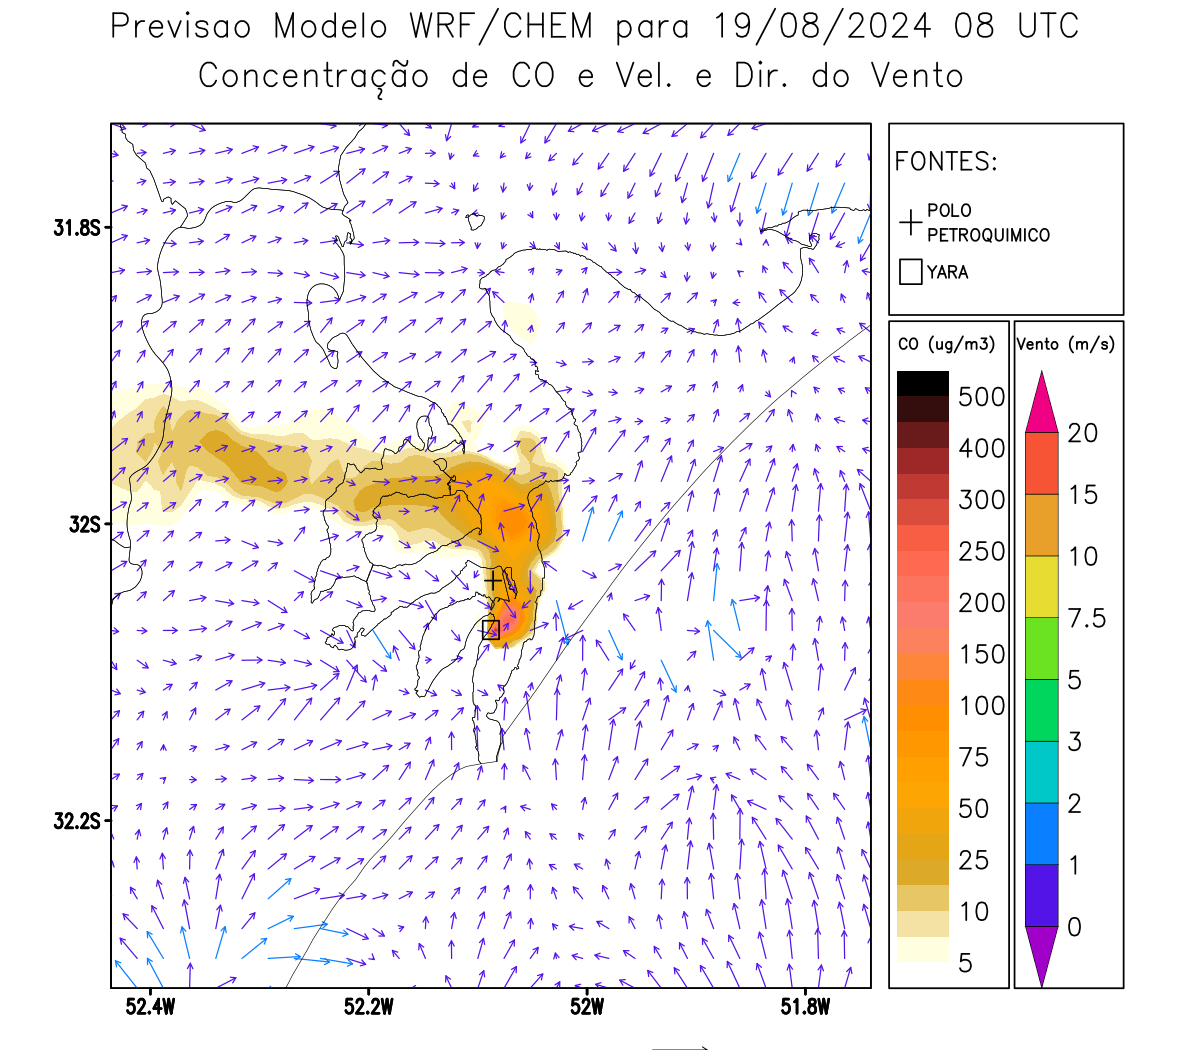 Previsao Modelo WRF/CHEM para 19/08/2024 08 UTC
Concentração de CO e Vel. e Dir. do Vento
FONTES:
POLO
PETROQUIMICO
YARA
CO (ug/m3)
500
400
300
250
200
150
100
75
50
25
10
5
Vento (m/s)
20
15
10
7.5
5
3
2
1
0
31.8S
32S
32.2S
52.4W
52.2W
52W
51.8W